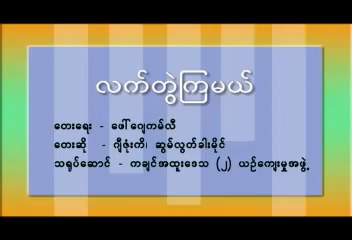 လက်တွဲကြမယ်
တေးရေး - ဖေါ်ဂျေကမ်လီ
တေးဆို - ဂျီဇုံးကီ၊ ဆွမ်လွတ်ခါးမိုင်
သရုပ်ဆောင် - ကချင်အထူးဒေသ (၂) ယဉ်ကျေးမှုအဖွဲ့